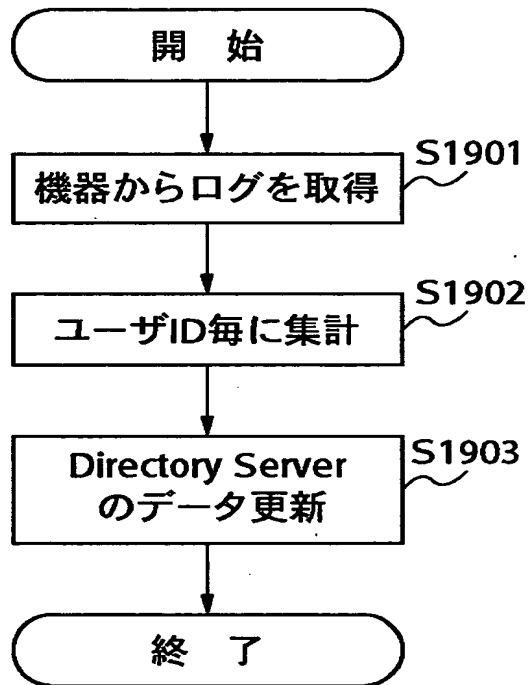 開 始
機器からログを取得
S1901
ユーザID毎に集計
S1902
Directory Server
のデータ更新
S1903
終 了